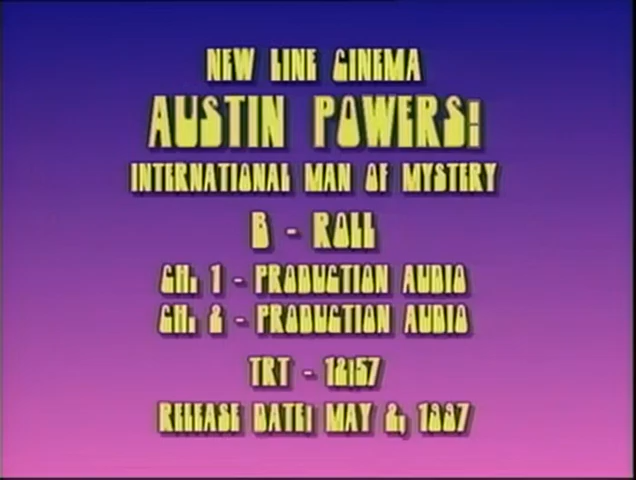 NEW LINE CINEMA
AUSTIN POWERS:
INTERNATIONAL MAN OF MYSTERY
B - ROLL
CH. 1 - PRODUCTION AUDIO
CH. 2 - PRODUCTION AUDIO
TRT - 12:57
RELEASE DATE: MAY 2, 1997